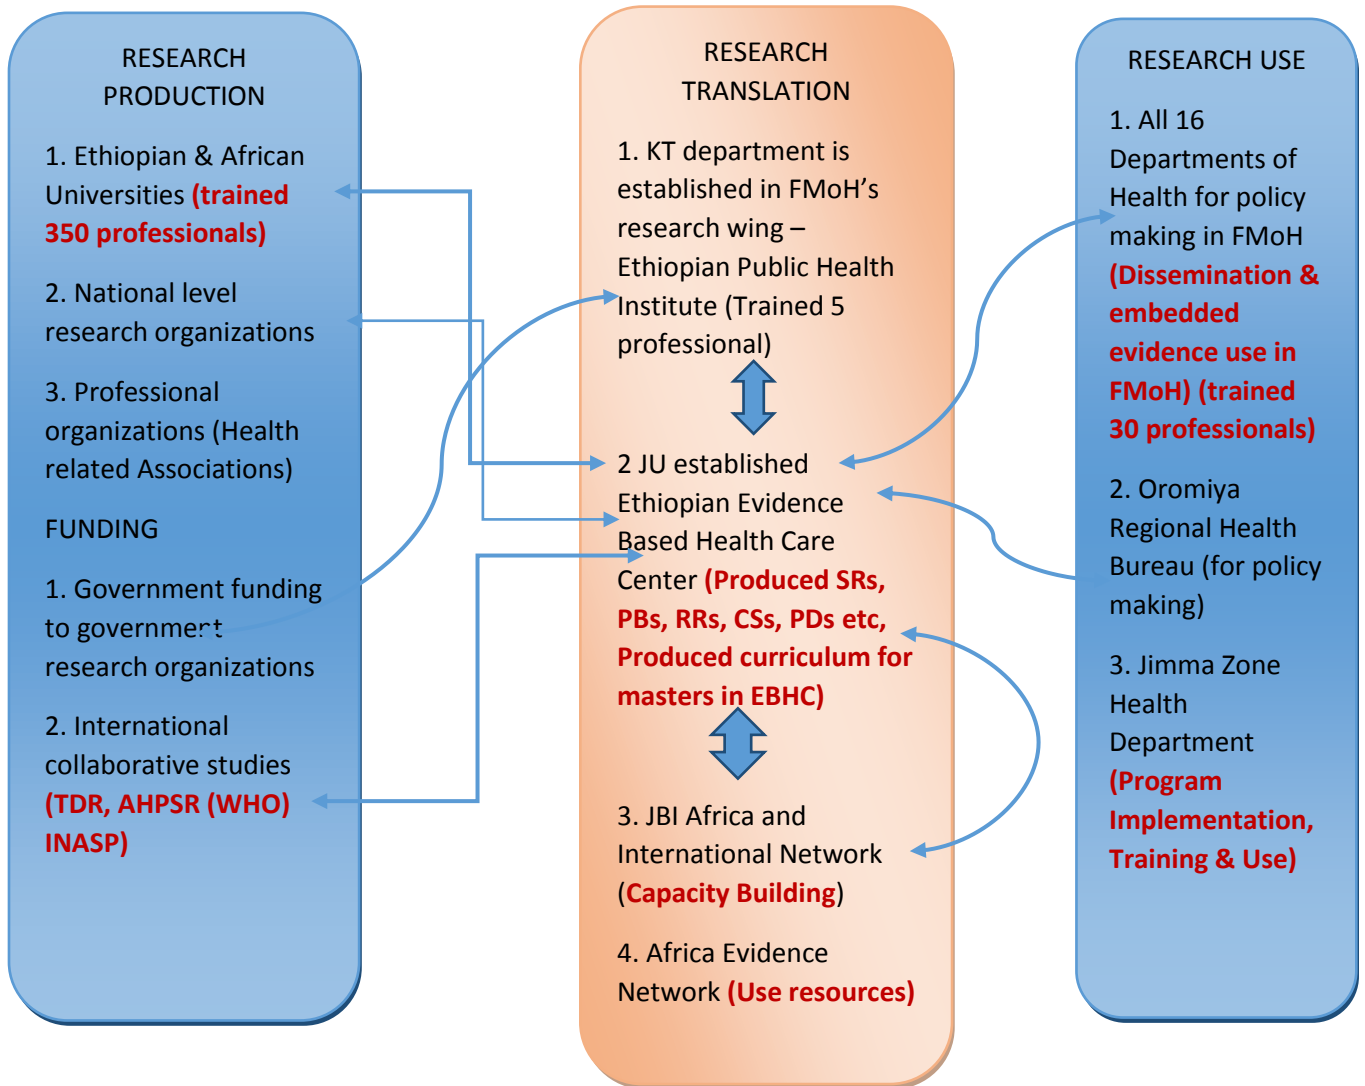 RESEARCH
PRODUCTION
1. Ethiopian & African
Universities (trained
350 professionals)
2. National level
research organizations
3. Professional
organizations (Health
related Associations)
FUNDING
1. Government funding
to government
research organizations
2. International
collaborative studies
(TDR, AHPSR (WHO)
INASP)
RESEARCH
TRANSLATION
1. KT department is
established in FMoH’s
research wing –
Ethiopian Public Health
Institute (Trained 5
professional)
2 JU established
Ethiopian Evidence
Based Health Care
Center (Produced SRs,
PBs, RRs, CSs, PDs etc,
Produced curriculum for
masters in EBHC)
3. JBI Africa and
International Network
(Capacity Building)
4. Africa Evidence
Network (Use resources)
RESEARCH USE
1. All 16
Departments of
Health for policy
making in FMoH
(Dissemination &
embedded
evidence use in
FMoH) (trained
30 professionals)
2. Oromiya
Regional Health
Bureau (for policy
making)
3. Jimma Zone
Health
Department
(Program
Implementation,
Training & Use)